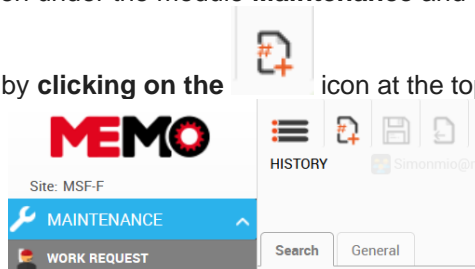 on under the module Maintenance and
by clicking on the icon at the top
MEMO
HISTORY
Simonmio@
Site: MSF-F
MAINTENANCE
WORK REQUEST
Search General